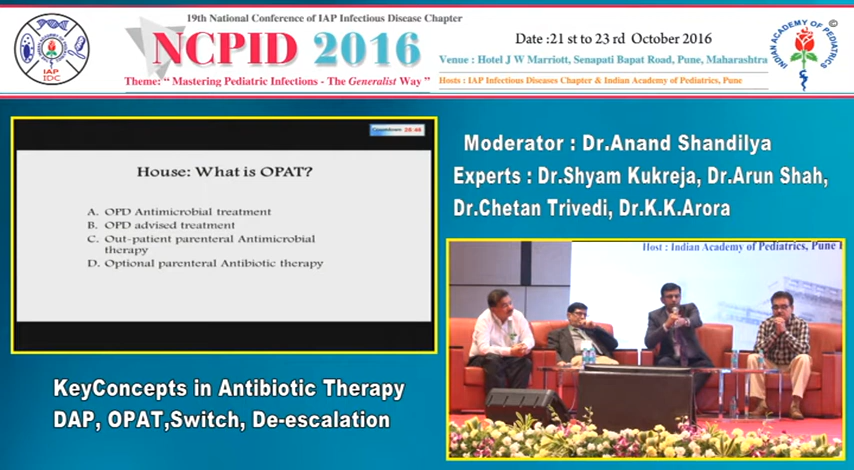 19th National Conference of IAP Infectious Disease Chapter
NCPID 2016
Theme: “ Mastering Pediatric Infections - The Generalist Way ”
IAP
IDC
Date :21 st to 23 rd October 2016
Venue : Hotel J W Marriott, Senapati Bapat Road, Pune, Maharashtra
Hosts : IAP Infectious Diseases Chapter & Indian Academy of Pediatrics, Pune
INDIAN ACADEMY OF PEDIATRICS
©
Countdown: 28:46
House: What is OPAT?
A. OPD Antimicrobial treatment
B. OPD advised treatment
C. Out-patient parenteral Antimicrobial
therapy
D. Optional parenteral Antibiotic therapy
Moderator : Dr.Anand Shandilya
Experts : Dr.Shyam Kukreja, Dr.Arun Shah,
Dr.Chetan Trivedi, Dr.K.K.Arora
Host : Indian Academy of Pediatrics, Pune
KeyConcepts in Antibiotic Therapy
DAP, OPAT,Switch, De-escalation